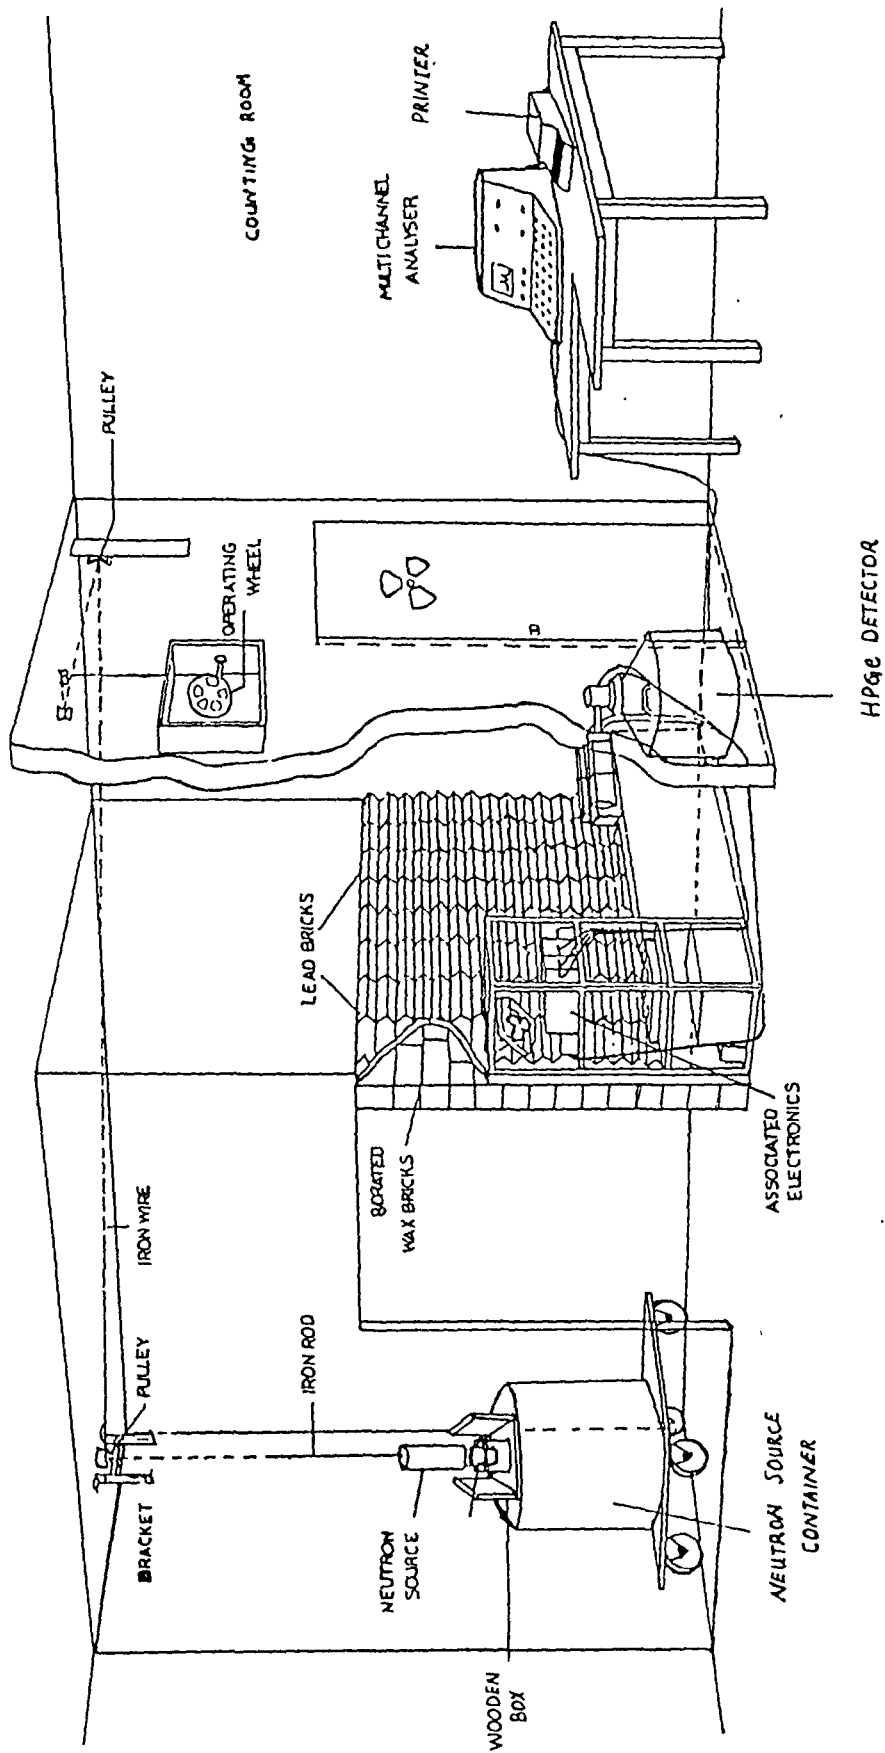 PULLEY
BRACKET
PULLEY
IRON WIRE
OPERATING
WHEEL
COUNTING ROOM
IRON ROD
LEAD BRICKS
NEUTRON
SOURCE
BORATED
WAX BRICKS
MULTICHANNEL
ANALYSER
PRINTER
WOODEN
BOX
NEUTRON SOURCE
CONTAINER
ASSOCIATED
ELECTRONICS
HPGe DETECTOR